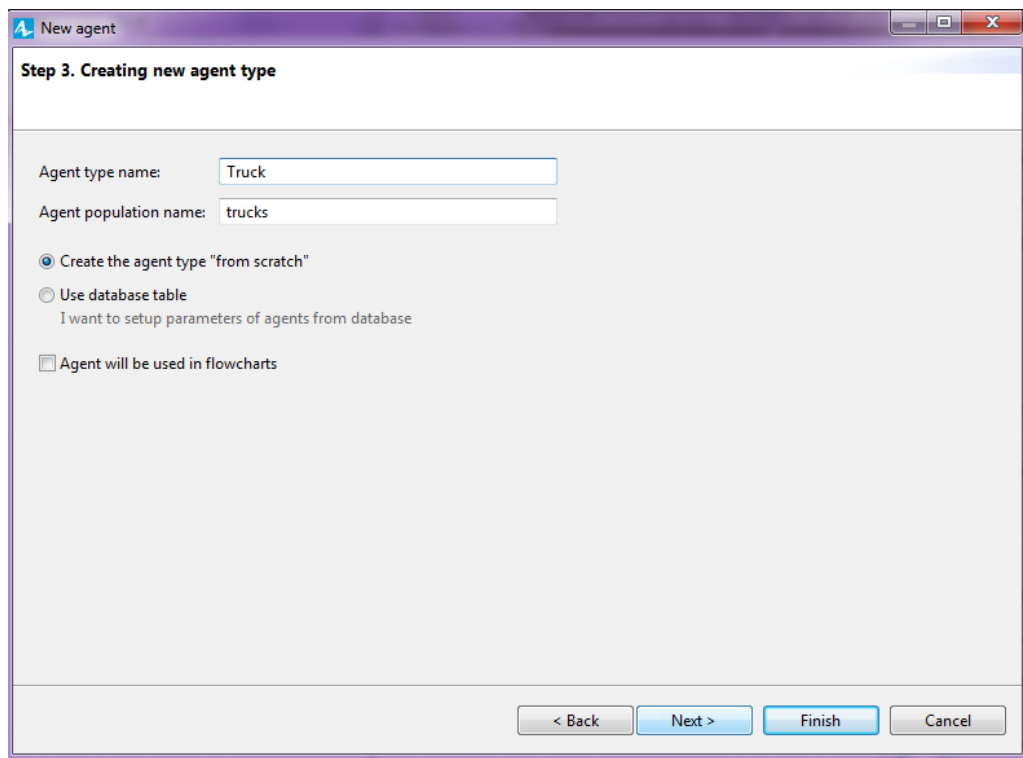 New agent
Step 3. Creating new agent type
Agent type name: Truck
Agent population name: trucks
Create the agent type "from scratch"
Use database table
I want to setup parameters of agents from database
Agent will be used in flowcharts
< Back Next > Finish Cancel